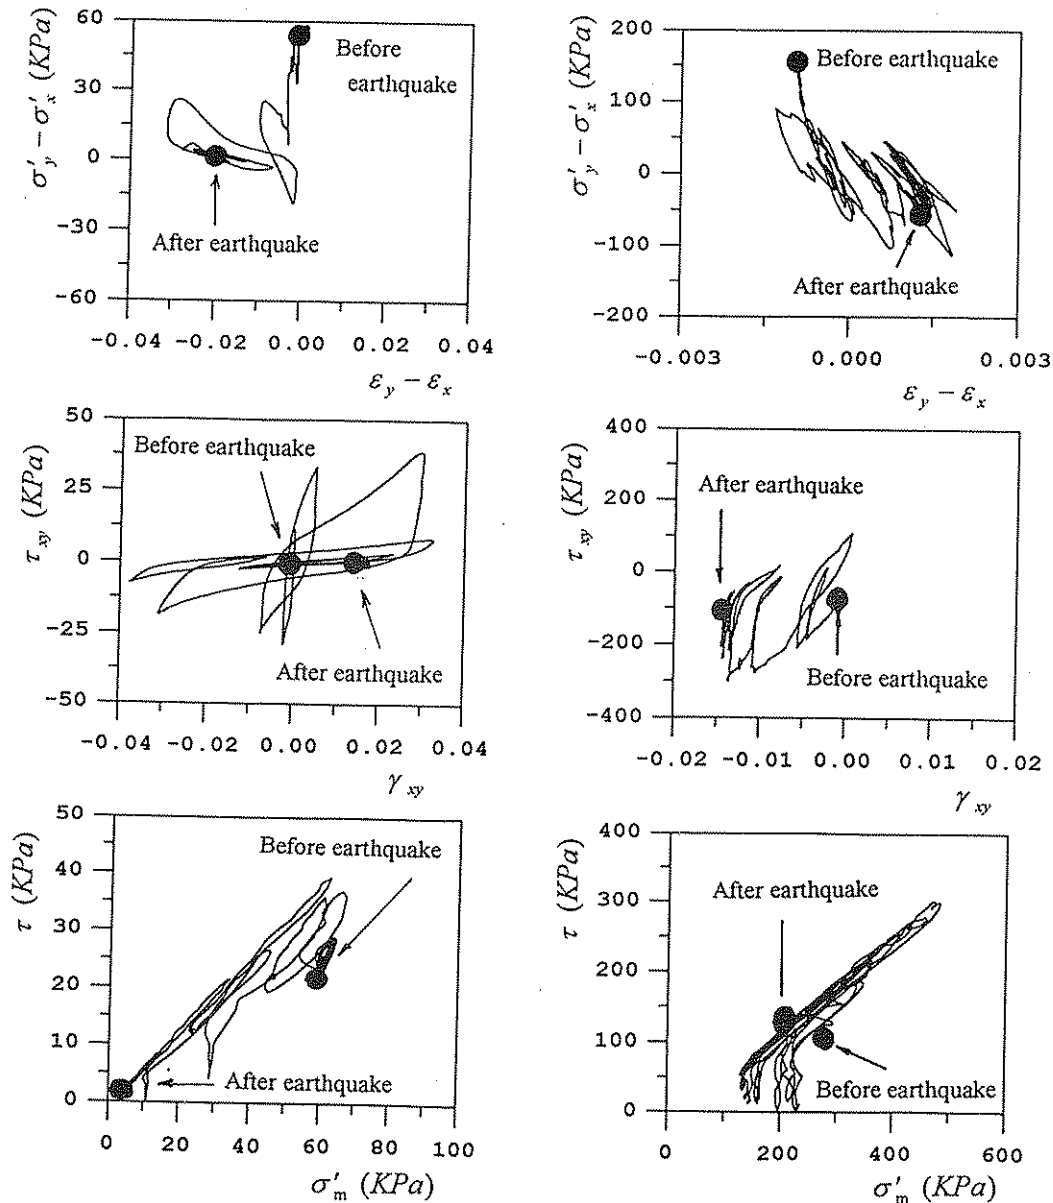 σ′y − σ′x (KPa)
60
30
0
-30
-60
Before
earthquake
After earthquake
-0.04 -0.02 0.00 0.02 0.04
εy − εx
σ′y − σ′x (KPa)
200
100
0
-100
-200
Before earthquake
After earthquake
-0.003 0.000 0.003
εy − εx
τxy (KPa)
50
25
0
-25
-50
Before earthquake
After earthquake
-0.04 -0.02 0.00 0.02 0.04
γxy
τxy (KPa)
400
200
0
-200
-400
After earthquake
Before earthquake
-0.02 -0.01 0.00 0.01 0.02
γxy
τ (KPa)
50
40
30
20
10
0
Before earthquake
After earthquake
0 20 40 60 80 100
σ′m (KPa)
τ (KPa)
400
300
200
100
0
After earthquake
Before earthquake
0 200 400 600
σ′m (KPa)